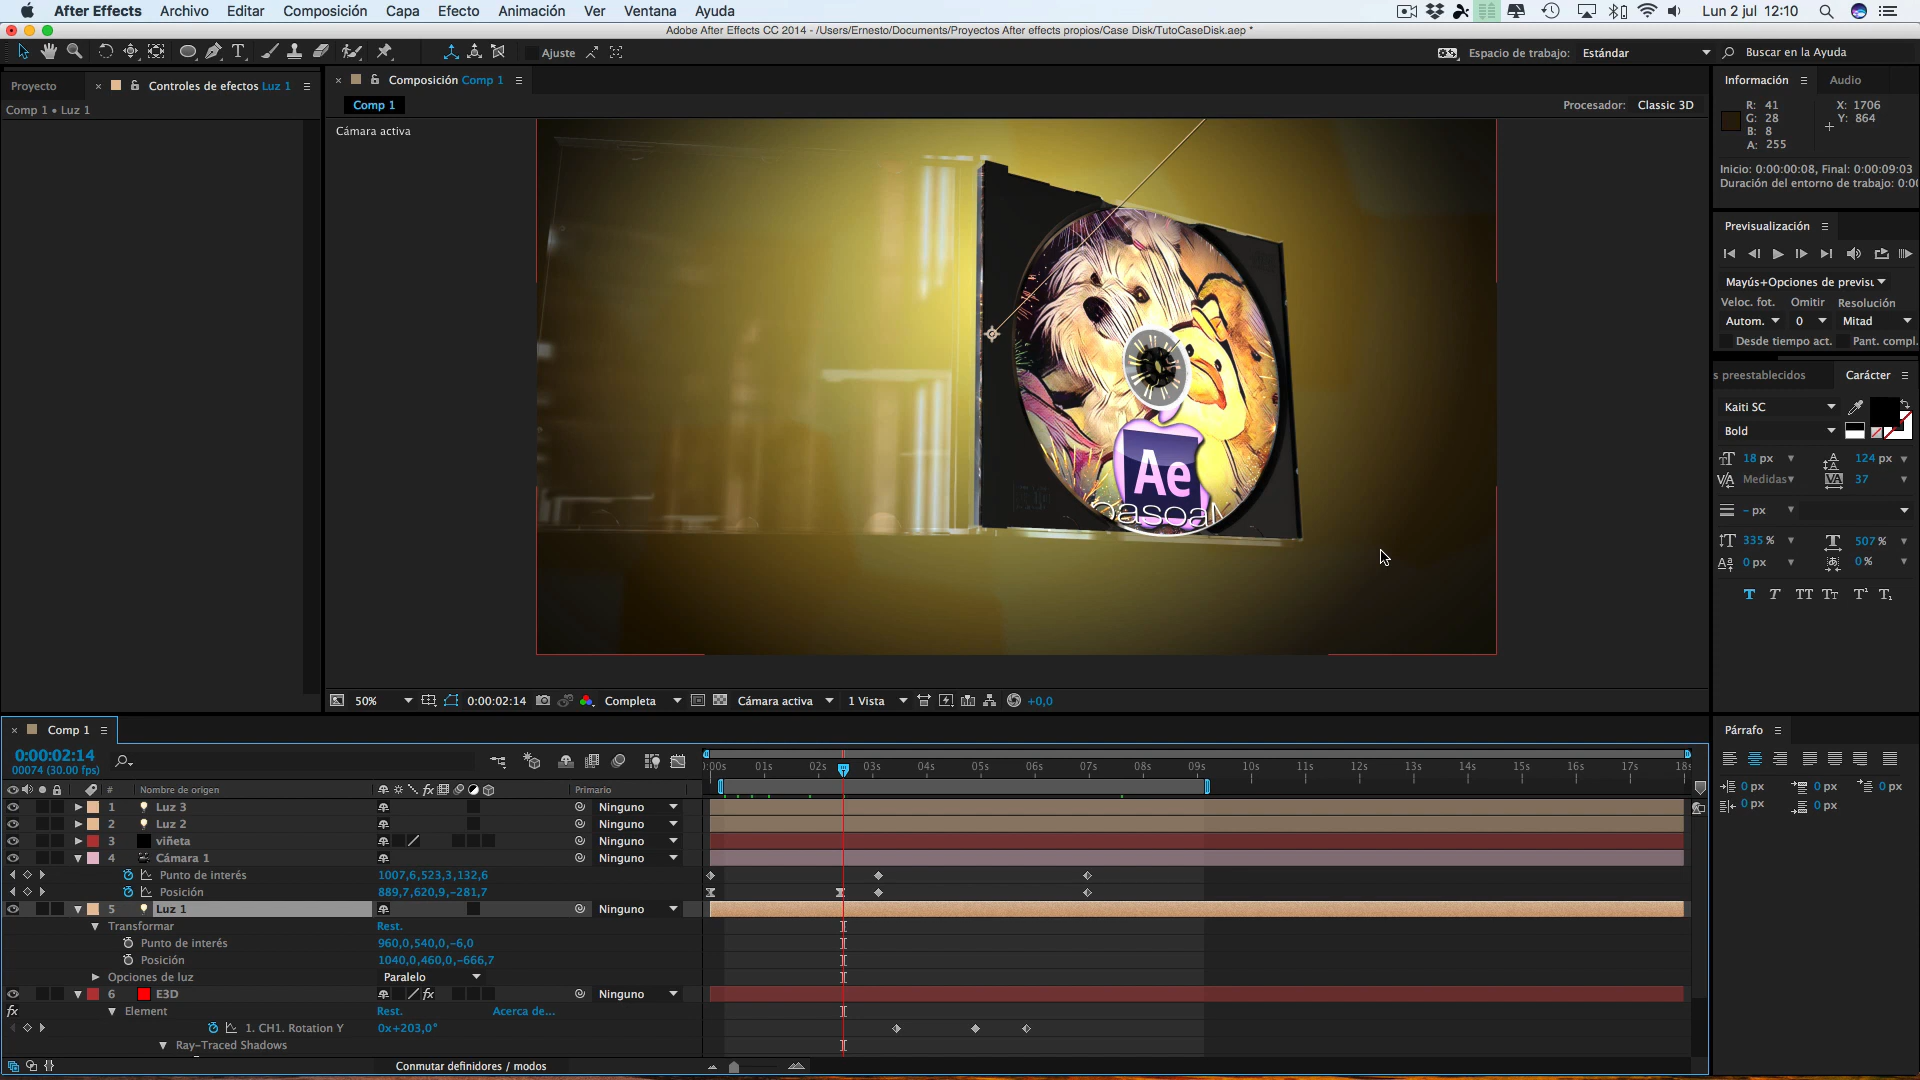 After Effects Archivo Editar Composición Capa Efecto Animación Ver Ventana Ayuda Lun 2 jul 12:10
Adobe After Effects CC 2014 - /Users/Ernesto/Documents/Proyectos After effects propios/Case Disk/TutoCaseDisk.aep *
Ajuste Espacio de trabajo: Estándar Buscar en la Ayuda
Proyecto Controles de efectos Luz 1 Composición Comp 1 Información Audio
Comp 1 • Luz 1 Comp 1 Procesador: Classic 3D
Cámara activa
R: 41 X: 1706
G: 28 Y: 864
B: 8
A: 255
Inicio: 0:00:00:08, Final: 0:00:09:03
Duración del entorno de trabajo: 0:00
Previsualización
Mayús+Opciones de previsu
Veloc. fot. Omitir Resolución
Autom. 0 Mitad
Desde tiempo act. Pant. compl.
s preestablecidos Carácter
Kaiti SC
Bold
18 px 124 px
Medidas 37
- px
335 % 507 %
0 px 0 %
Ae
50% 0:00:02:14 Completa Cámara activa 1 Vista +0,0
Comp 1 Párrafo
0:00:02:14
00074 (30.00 fps)
:00s 01s 02s 03s 04s 05s 06s 07s 08s 09s 10s 11s 12s 13s 14s 15s 16s 17s 18s
# Nombre de origen fx Primario
1 Luz 3 Ninguno
2 Luz 2 Ninguno
3 viñeta Ninguno
4 Cámara 1 Ninguno
Punto de interés 1007,6,523,3,132,6
Posición 889,7,620,9,-281,7
5 Luz 1 Ninguno
Transformar Rest.
Punto de interés 960,0,540,0,-6,0
Posición 1040,0,460,0,-666,7
Opciones de luz Paralelo
6 E3D fx Ninguno
fx Element Rest. Acerca de...
1. CH1. Rotation Y 0x+203,0°
Ray-Traced Shadows
Conmutar definidores / modos
0 px 0 px 0 px
0 px 0 px